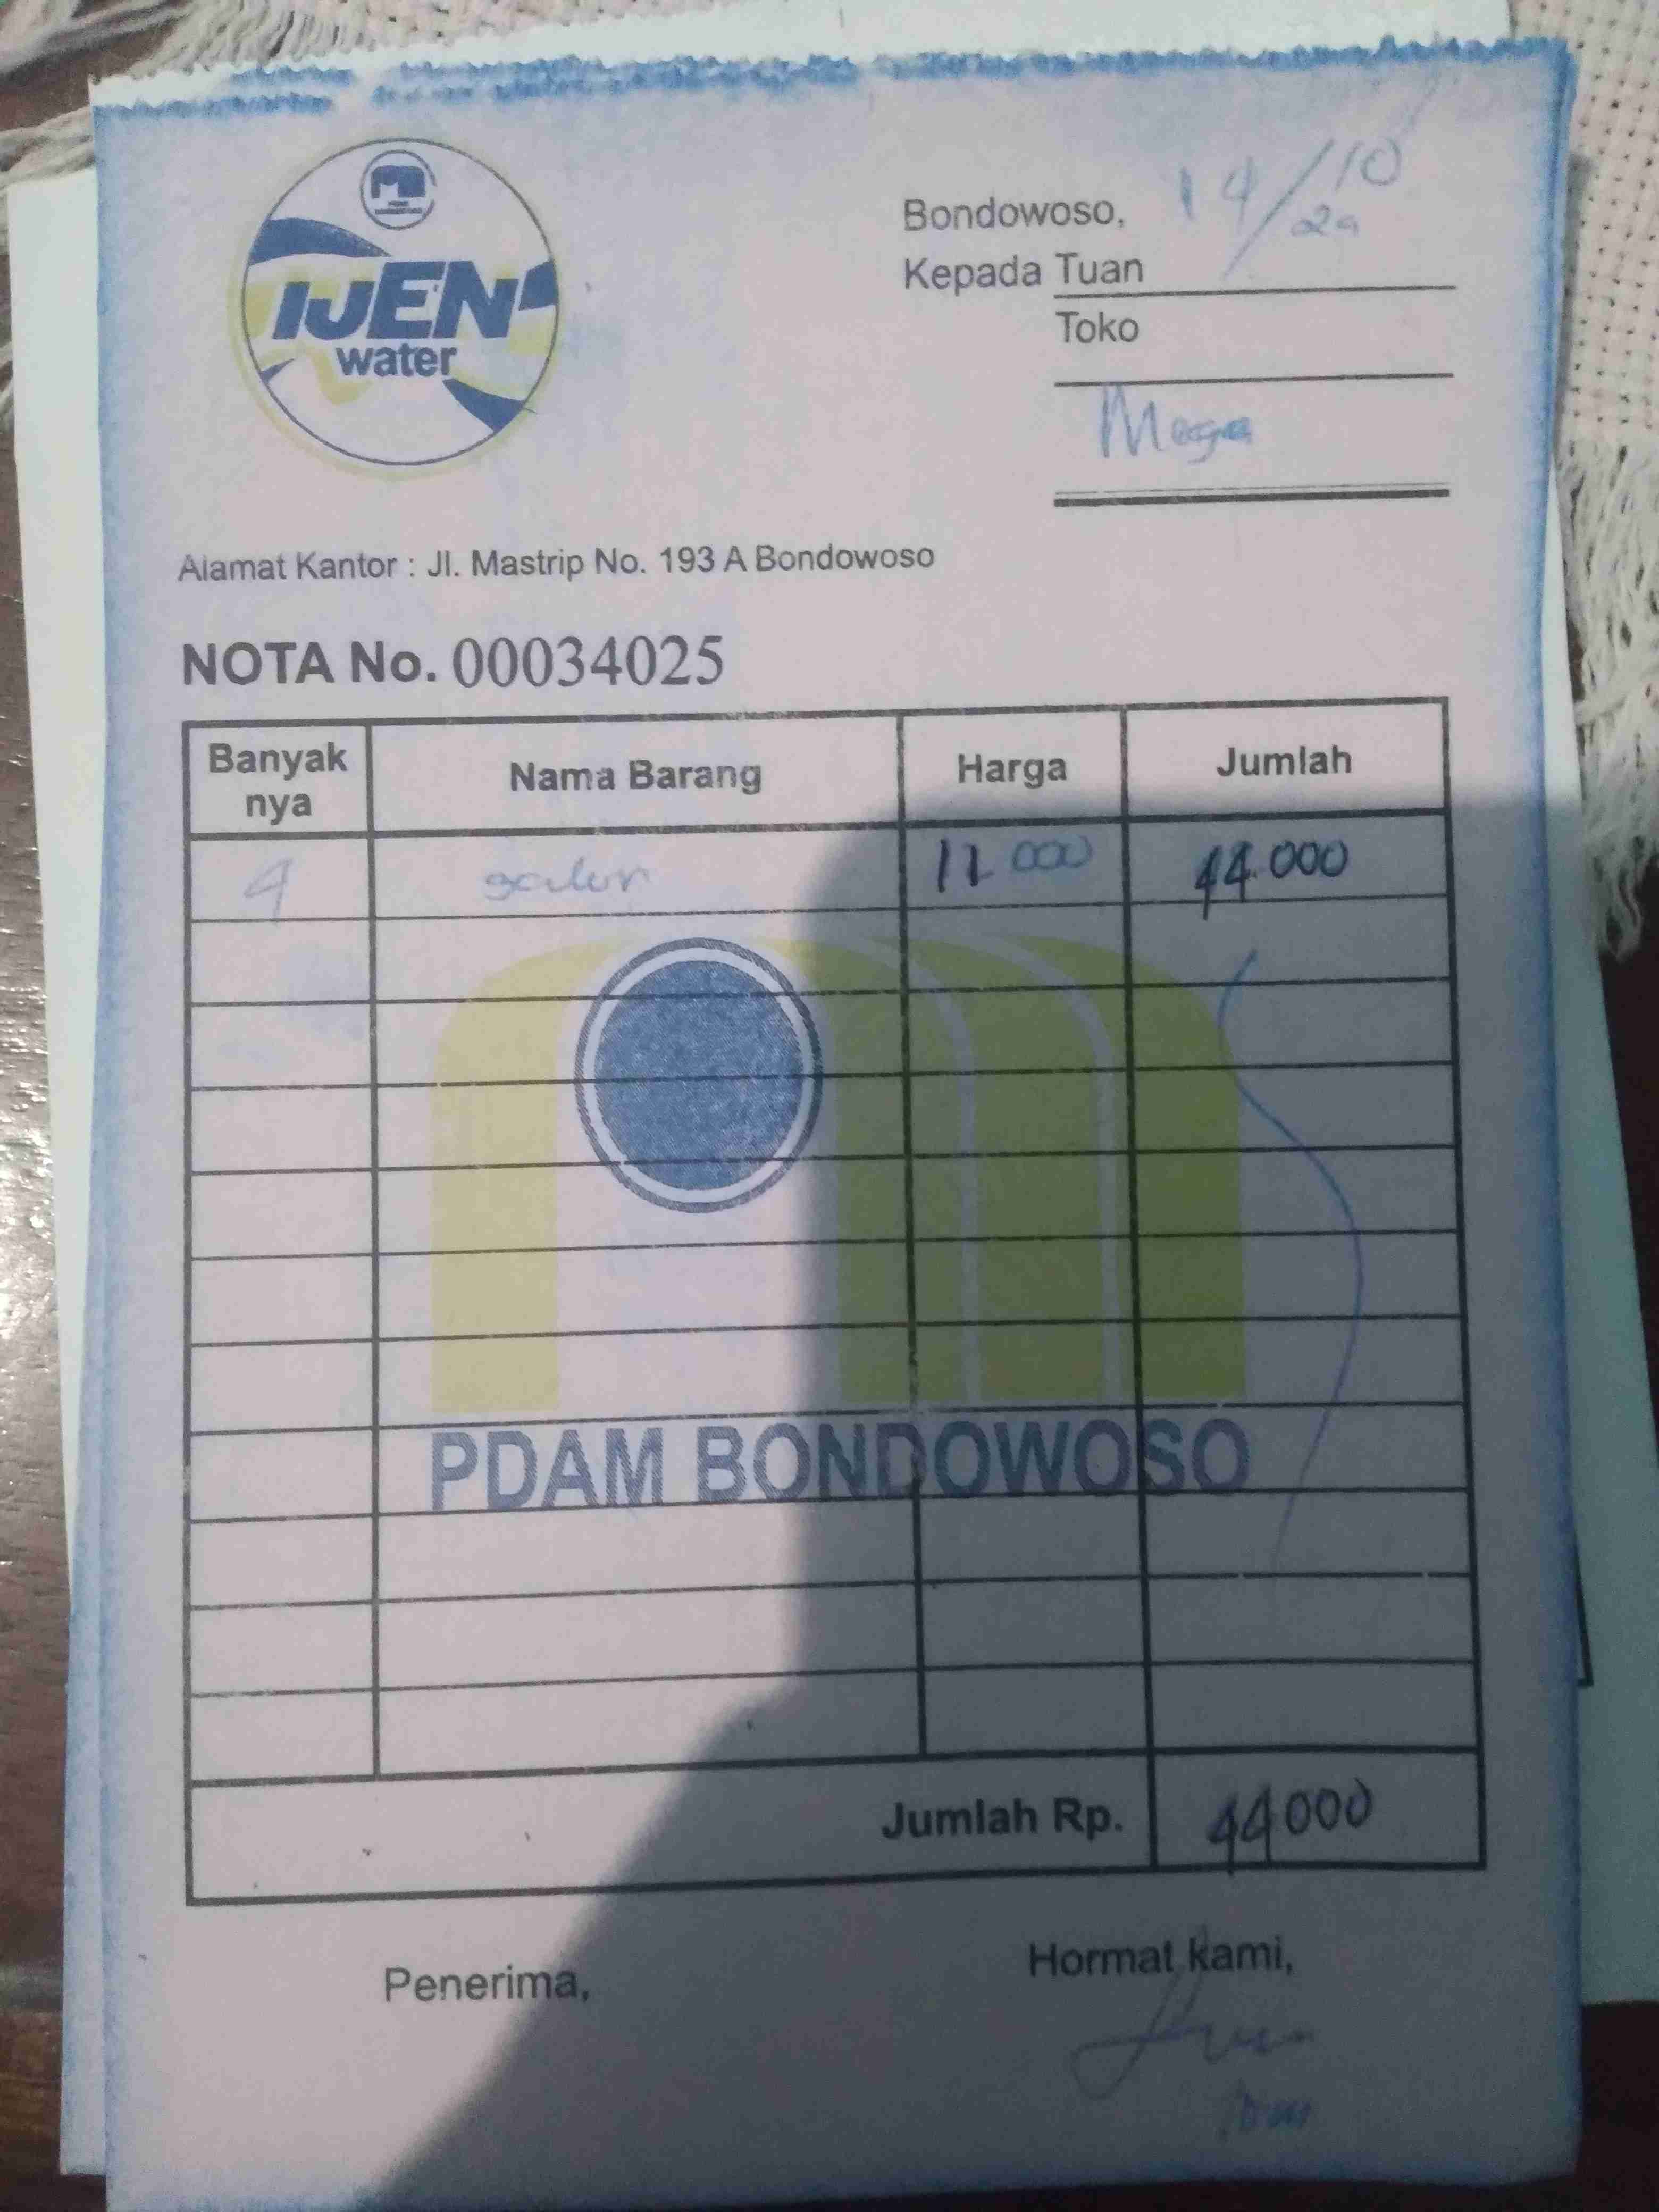 IJEN
water
Bondowoso, 14/10
Kepada Tuan
Toko
Mega
Alamat Kantor : Jl. Mastrip No. 193 A Bondowoso
NOTA No. 00034025
Banyak nya Nama Barang Harga Jumlah
4 galon 11 000 44.000
PDAM BONDOWOSO
Jumlah Rp. 44000
Penerima, Hormat kami,